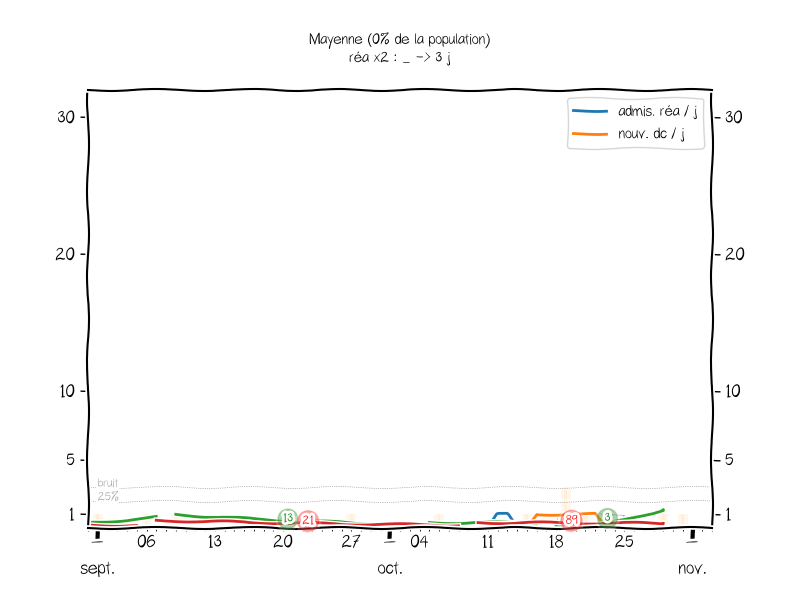 Mayenne (0% de la population)
réa x2 : _ -> 3 j
admis. réa / j
nouv. dc / j
30
30
20
20
10
10
5
5
bruit
25%
1
1
13
21
89
3
06
13
20
27
04
11
18
25
sept.
oct.
nov.